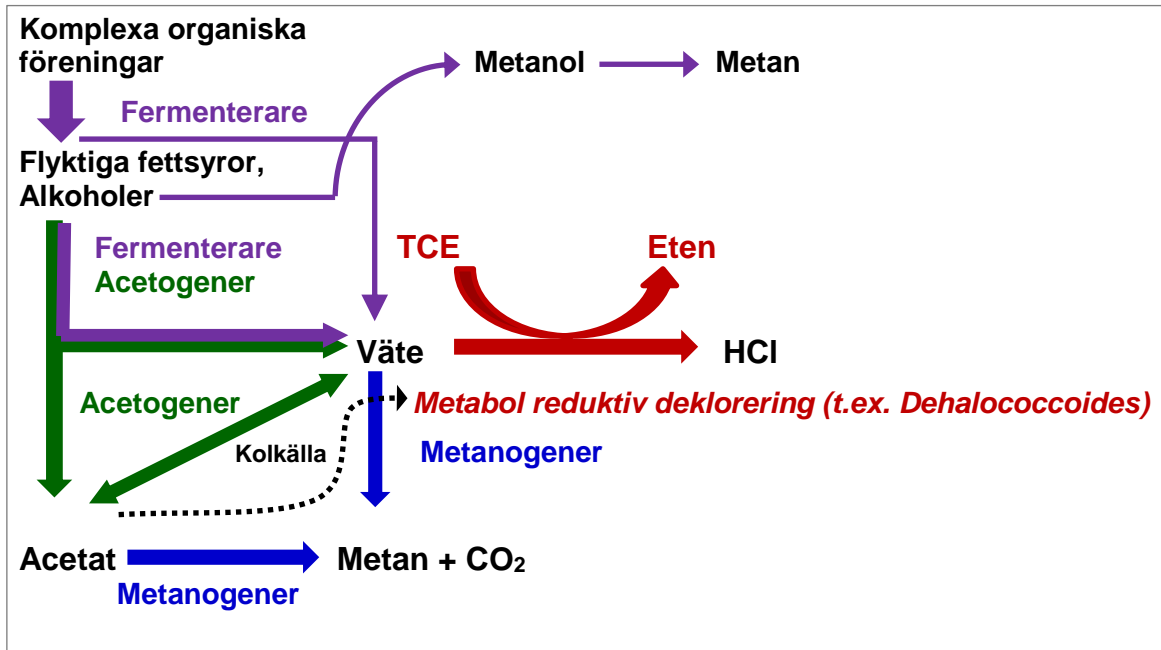 Komplexa organiska
föreningar
Metanol
Metan
Fermenterare
Flyktiga fettsyror,
Alkoholer
Fermenterare
Acetogener
TCE
Eten
Väte
HCl
Acetogener
Metabol reduktiv deklorering (t.ex. Dehalococcoides)
Kolkälla
Metanogener
Acetat
Metan + CO₂
Metanogener